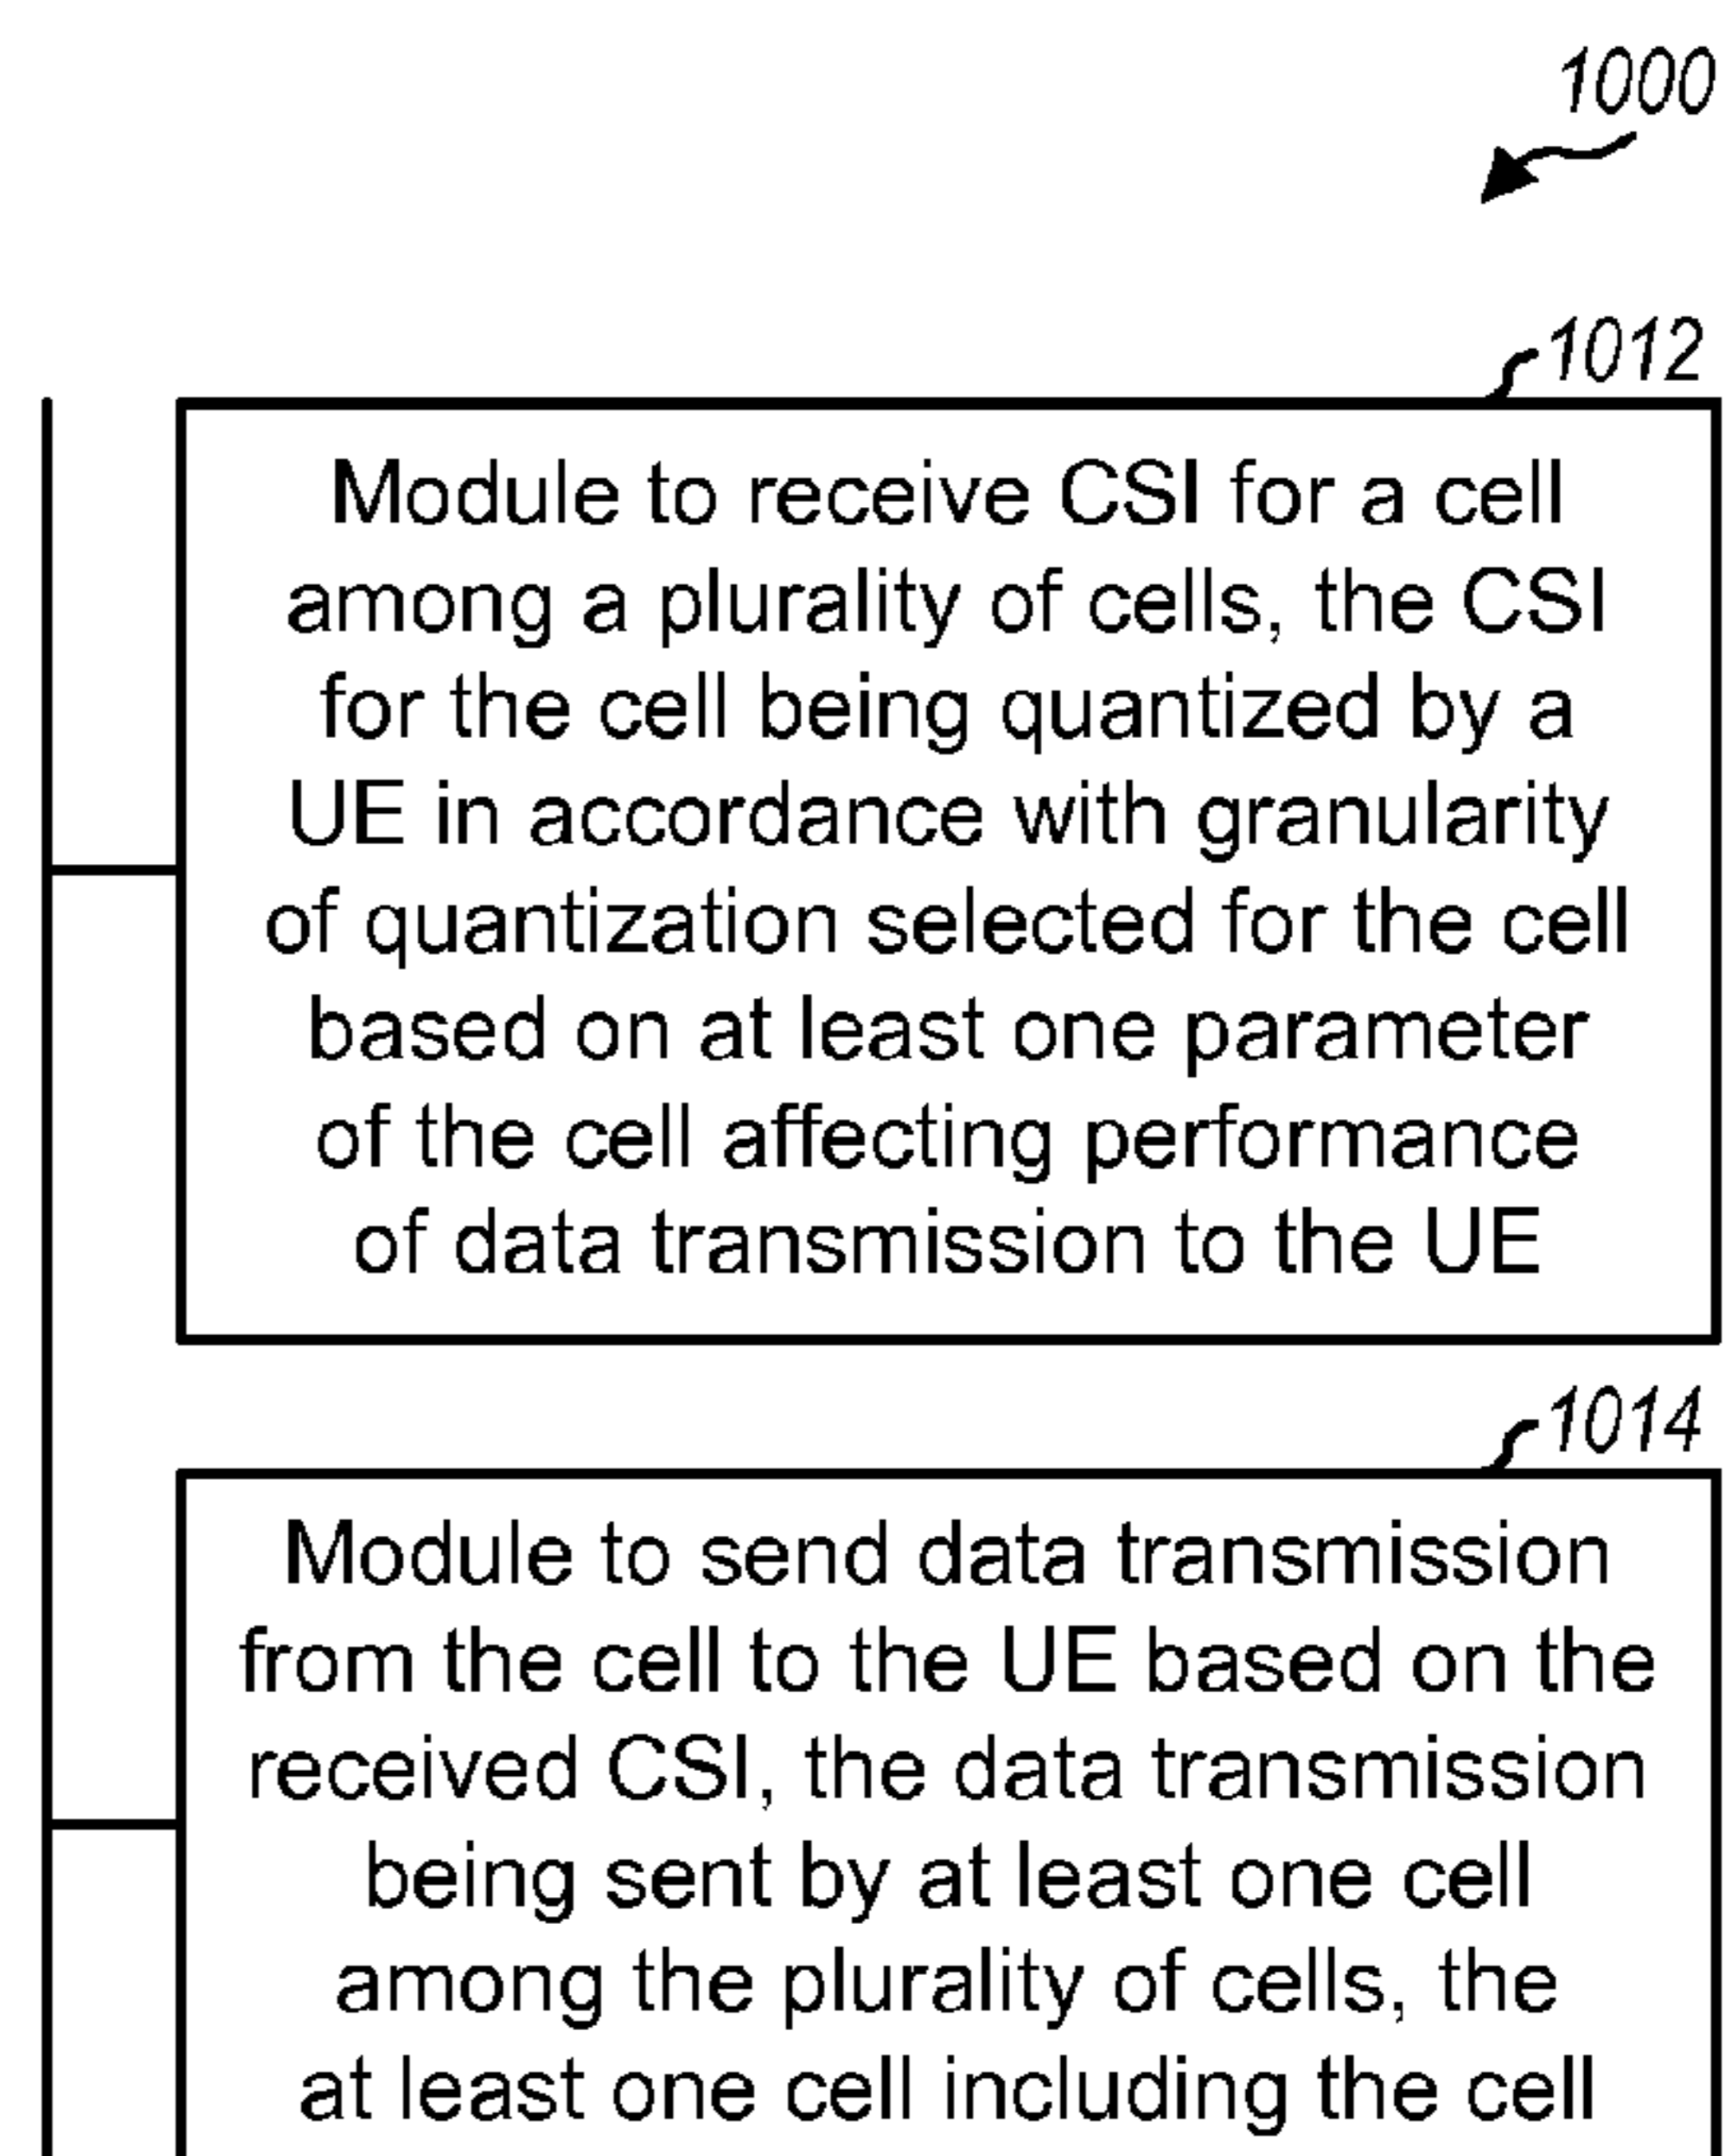 1000
1012
Module to receive CSI for a cell
among a plurality of cells, the CSI
for the cell being quantized by a
UE in accordance with granularity
of quantization selected for the cell
based on at least one parameter
of the cell affecting performance
of data transmission to the UE
1014
Module to send data transmission
from the cell to the UE based on the
received CSI, the data transmission
being sent by at least one cell
among the plurality of cells, the
at least one cell including the cell